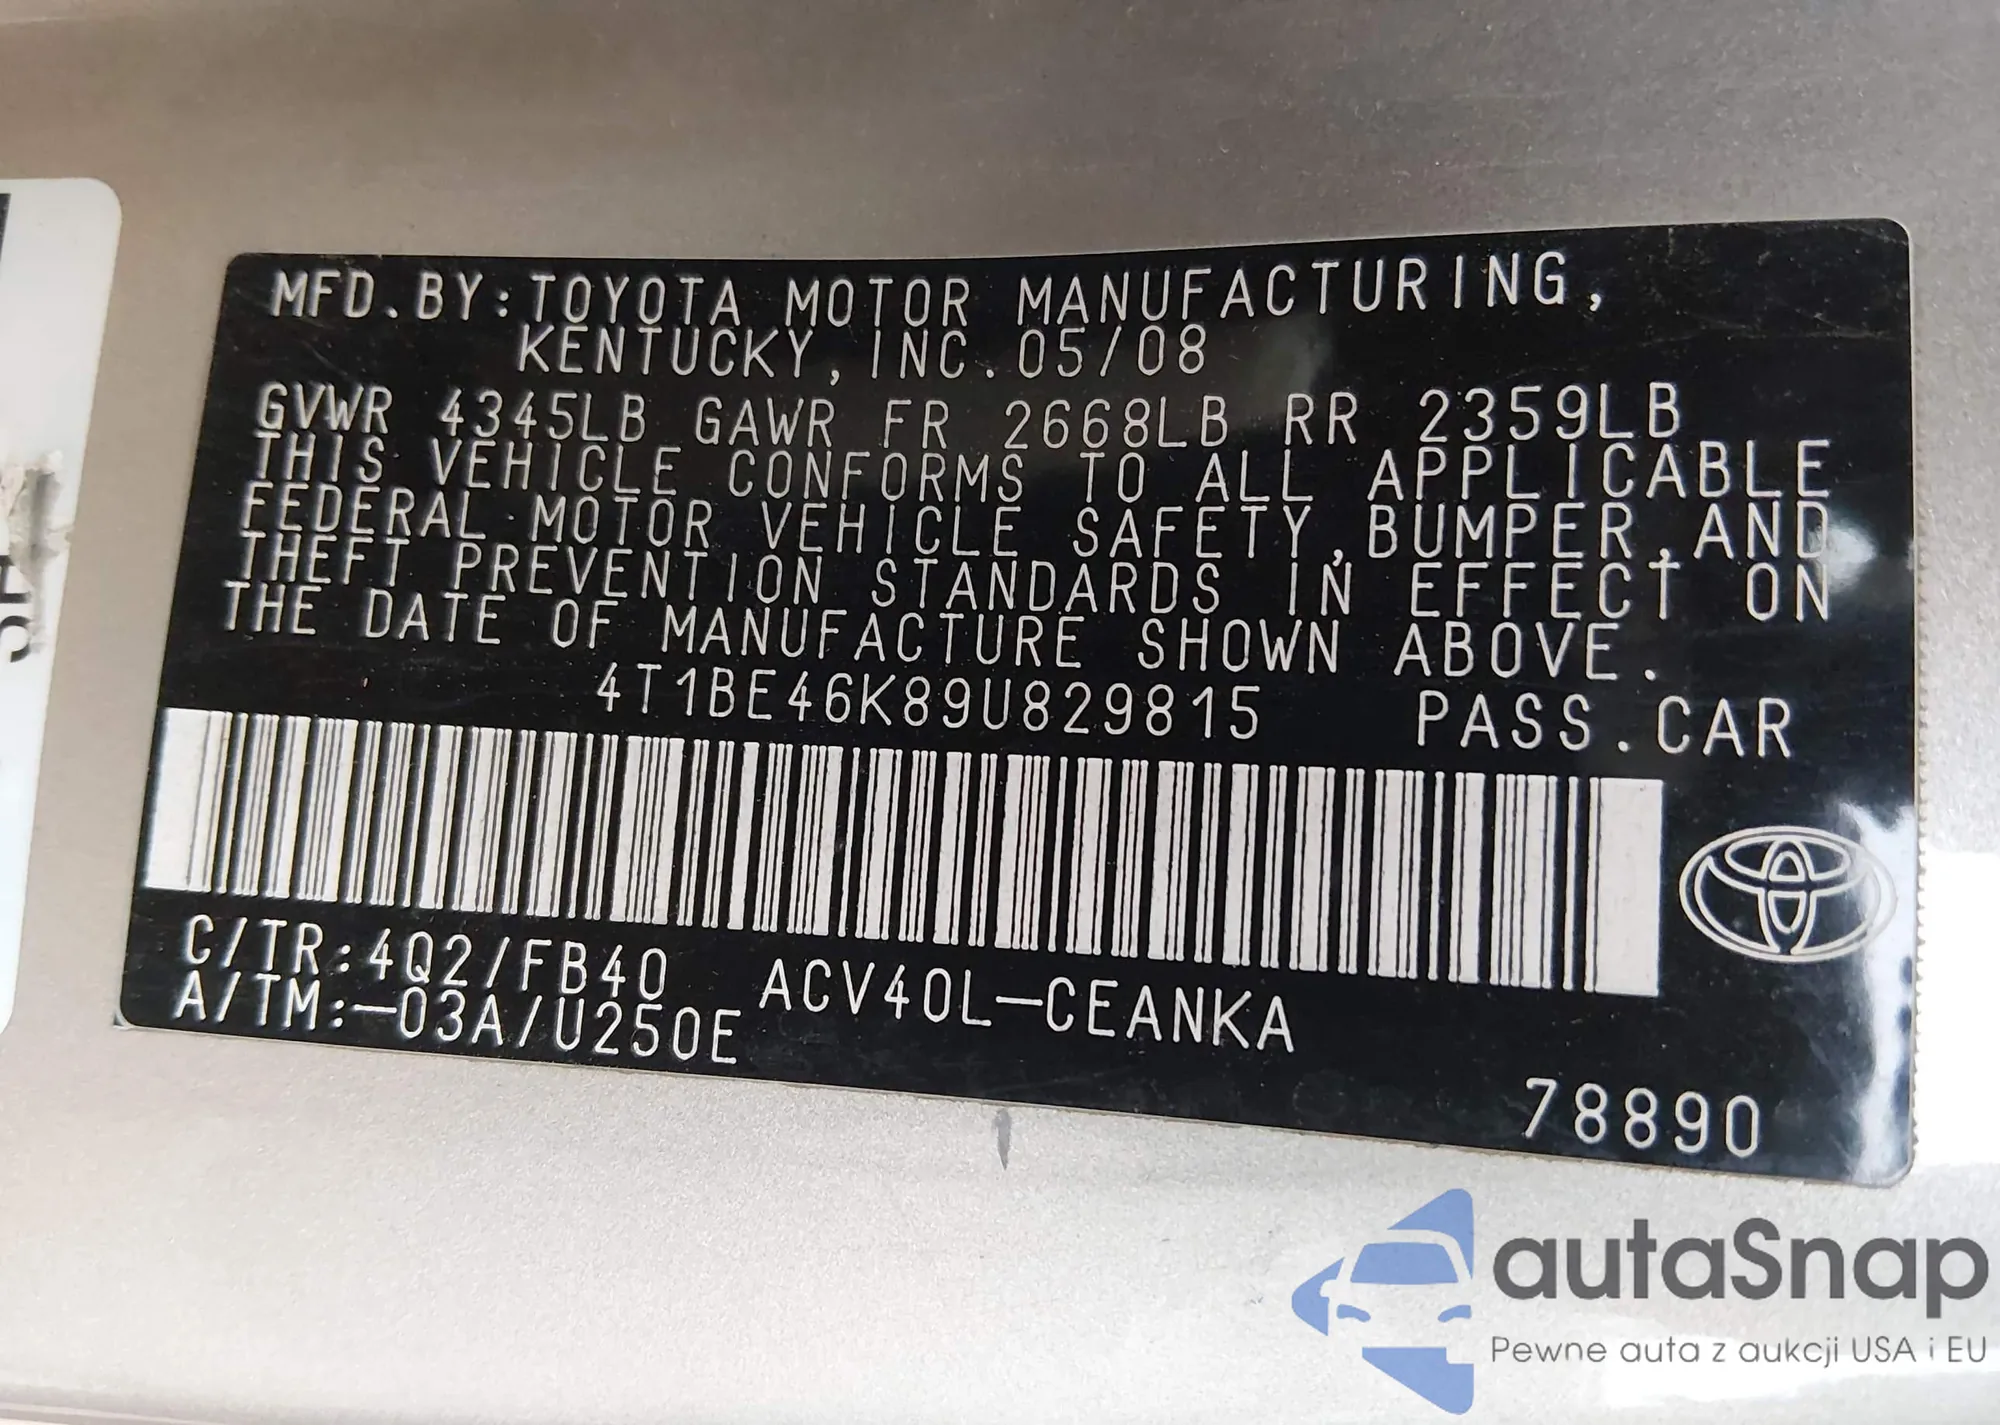 MFD.BY:TOYOTA MOTOR MANUFACTURING,
KENTUCKY,INC.05/08
GVWR 4345LB GAWR FR 2668LB RR 2359LB
THIS VEHICLE CONFORMS TO ALL APPLICABLE
FEDERAL MOTOR VEHICLE SAFETY,BUMPER,AND
THEFT PREVENTION STANDARDS IN EFFECT ON
THE DATE OF MANUFACTURE SHOWN ABOVE.
4T1BE46K89U829815 PASS.CAR
C/TR:4Q2/FB40 ACV40L-CEANKA
A/TM:-03A/U250E
78890
autaSnap
Pewne auta z aukcji USA i EU